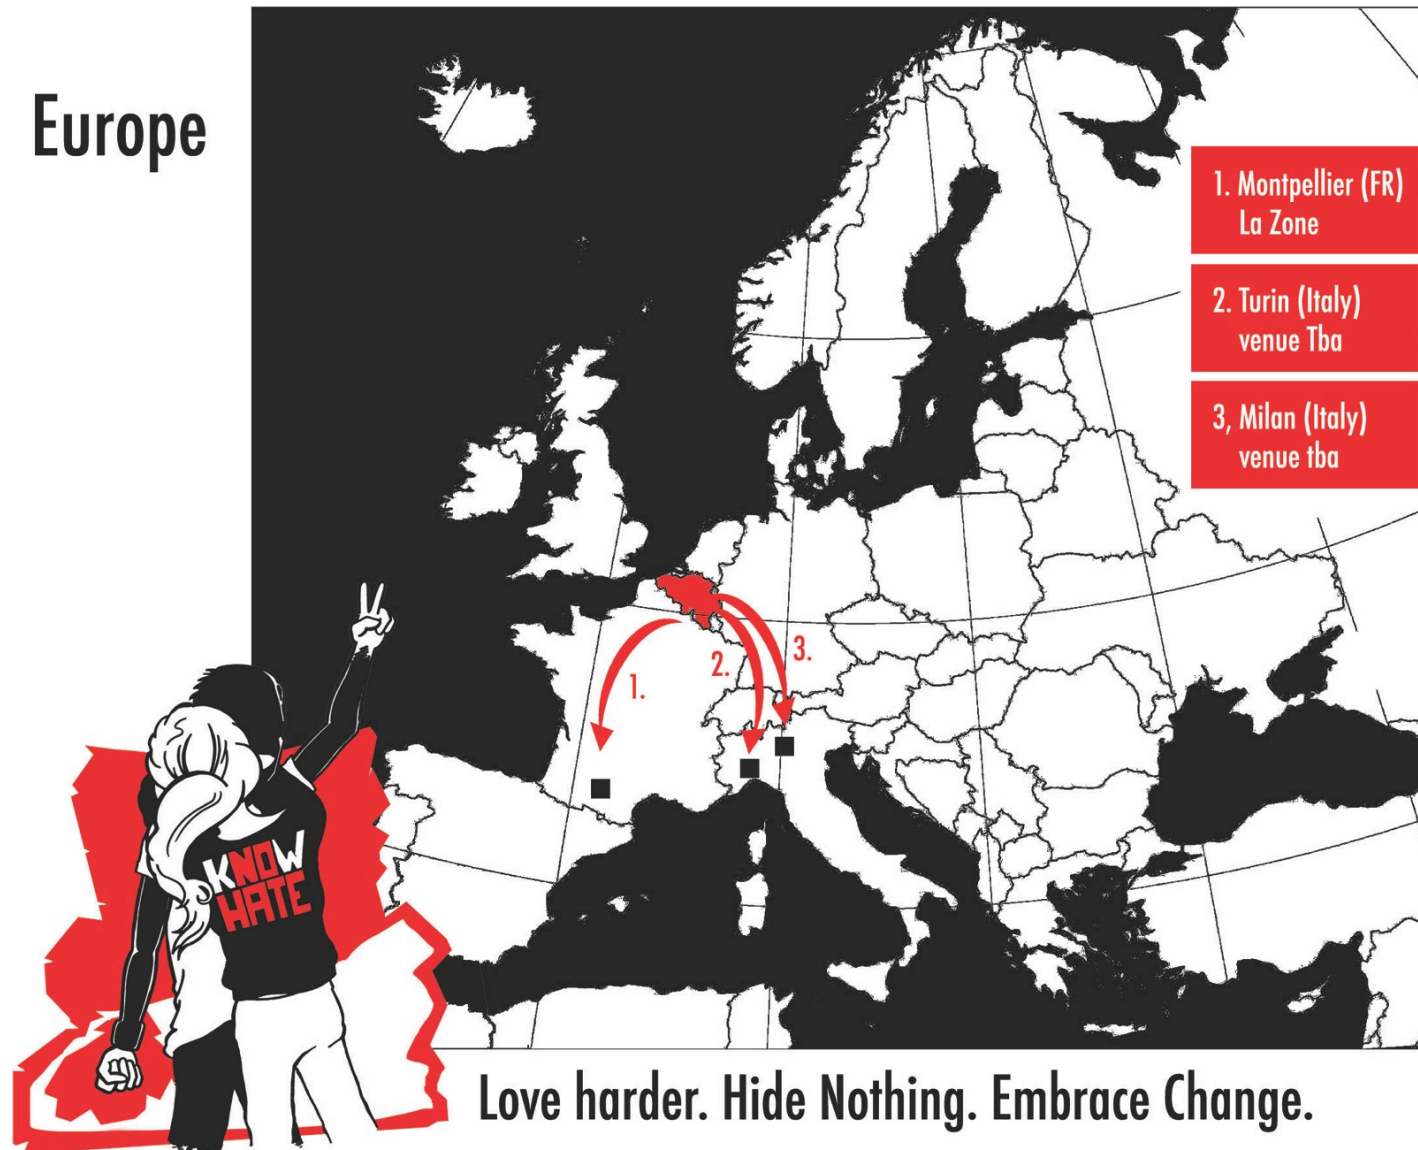 Europe
1. Montpellier (FR)
La Zone
2. Turin (Italy)
venue Tba
3, Milan (Italy)
venue tba
1.
2.
3.
KNOW
HATE
Love harder. Hide Nothing. Embrace Change.